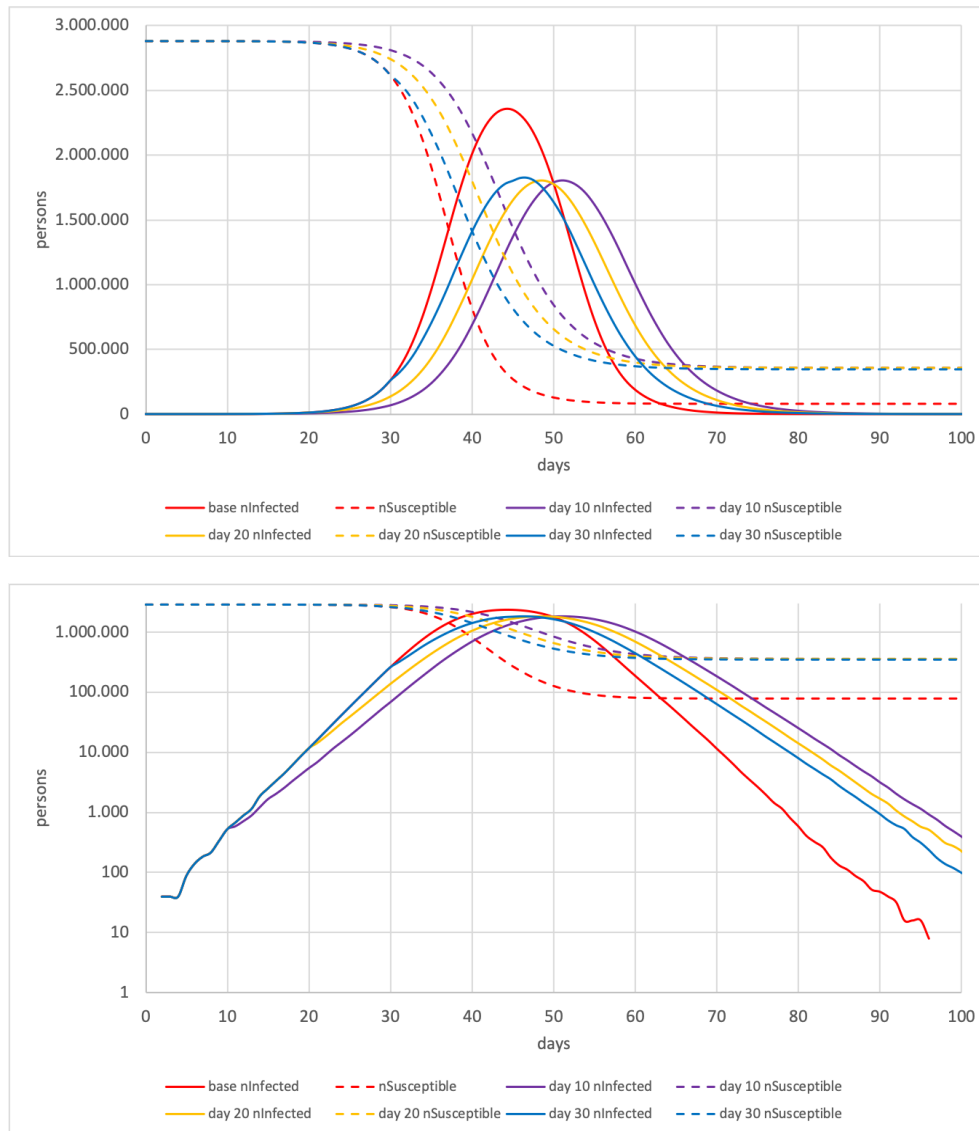 3.000.000
2.500.000
2.000.000
1.500.000
1.000.000
500.000
0
persons
0 10 20 30 40 50 60 70 80 90 100
days
base nInfected nSusceptible day 10 nInfected day 10 nSusceptible
day 20 nInfected day 20 nSusceptible day 30 nInfected day 30 nSusceptible
1.000.000
100.000
10.000
1.000
100
10
1
persons
0 10 20 30 40 50 60 70 80 90 100
days
base nInfected nSusceptible day 10 nInfected day 10 nSusceptible
day 20 nInfected day 20 nSusceptible day 30 nInfected day 30 nSusceptible